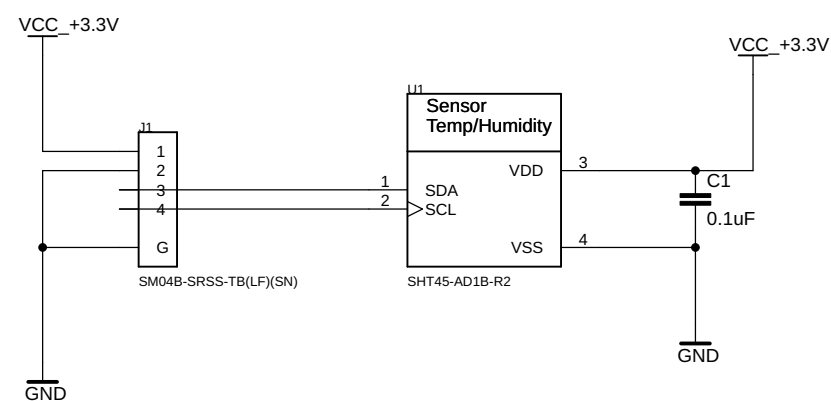 VCC_+3.3V
VCC_+3.3V
J1
1
2
3
4
G
SM04B-SRSS-TB(LF)(SN)
U1
Sensor
Temp/Humidity
1
2
SDA
SCL
VDD
VSS
3
4
SHT45-AD1B-R2
C1
0.1uF
GND
GND